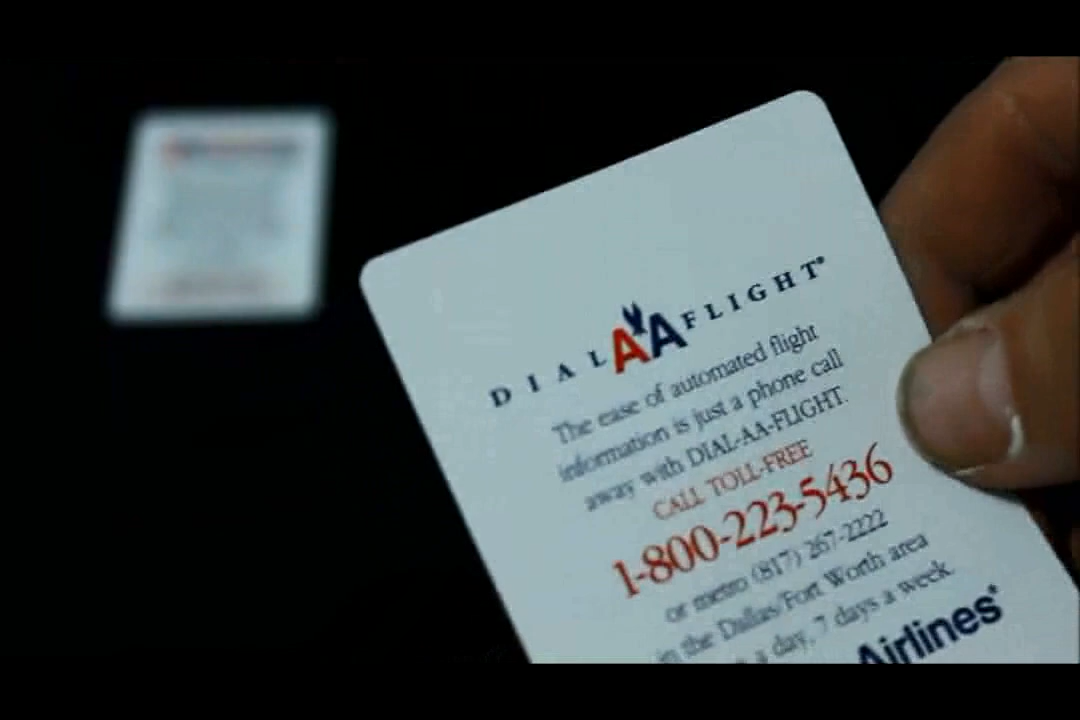 DIAL AA FLIGHT®
The ease of automated flight
information is just a phone call
away with DIAL-AA-FLIGHT.
CALL TOLL-FREE
1-800-223-5436
or metro (817) 267-2222
in the Dallas/Fort Worth area
a day, 7 days a week.
Airlines®